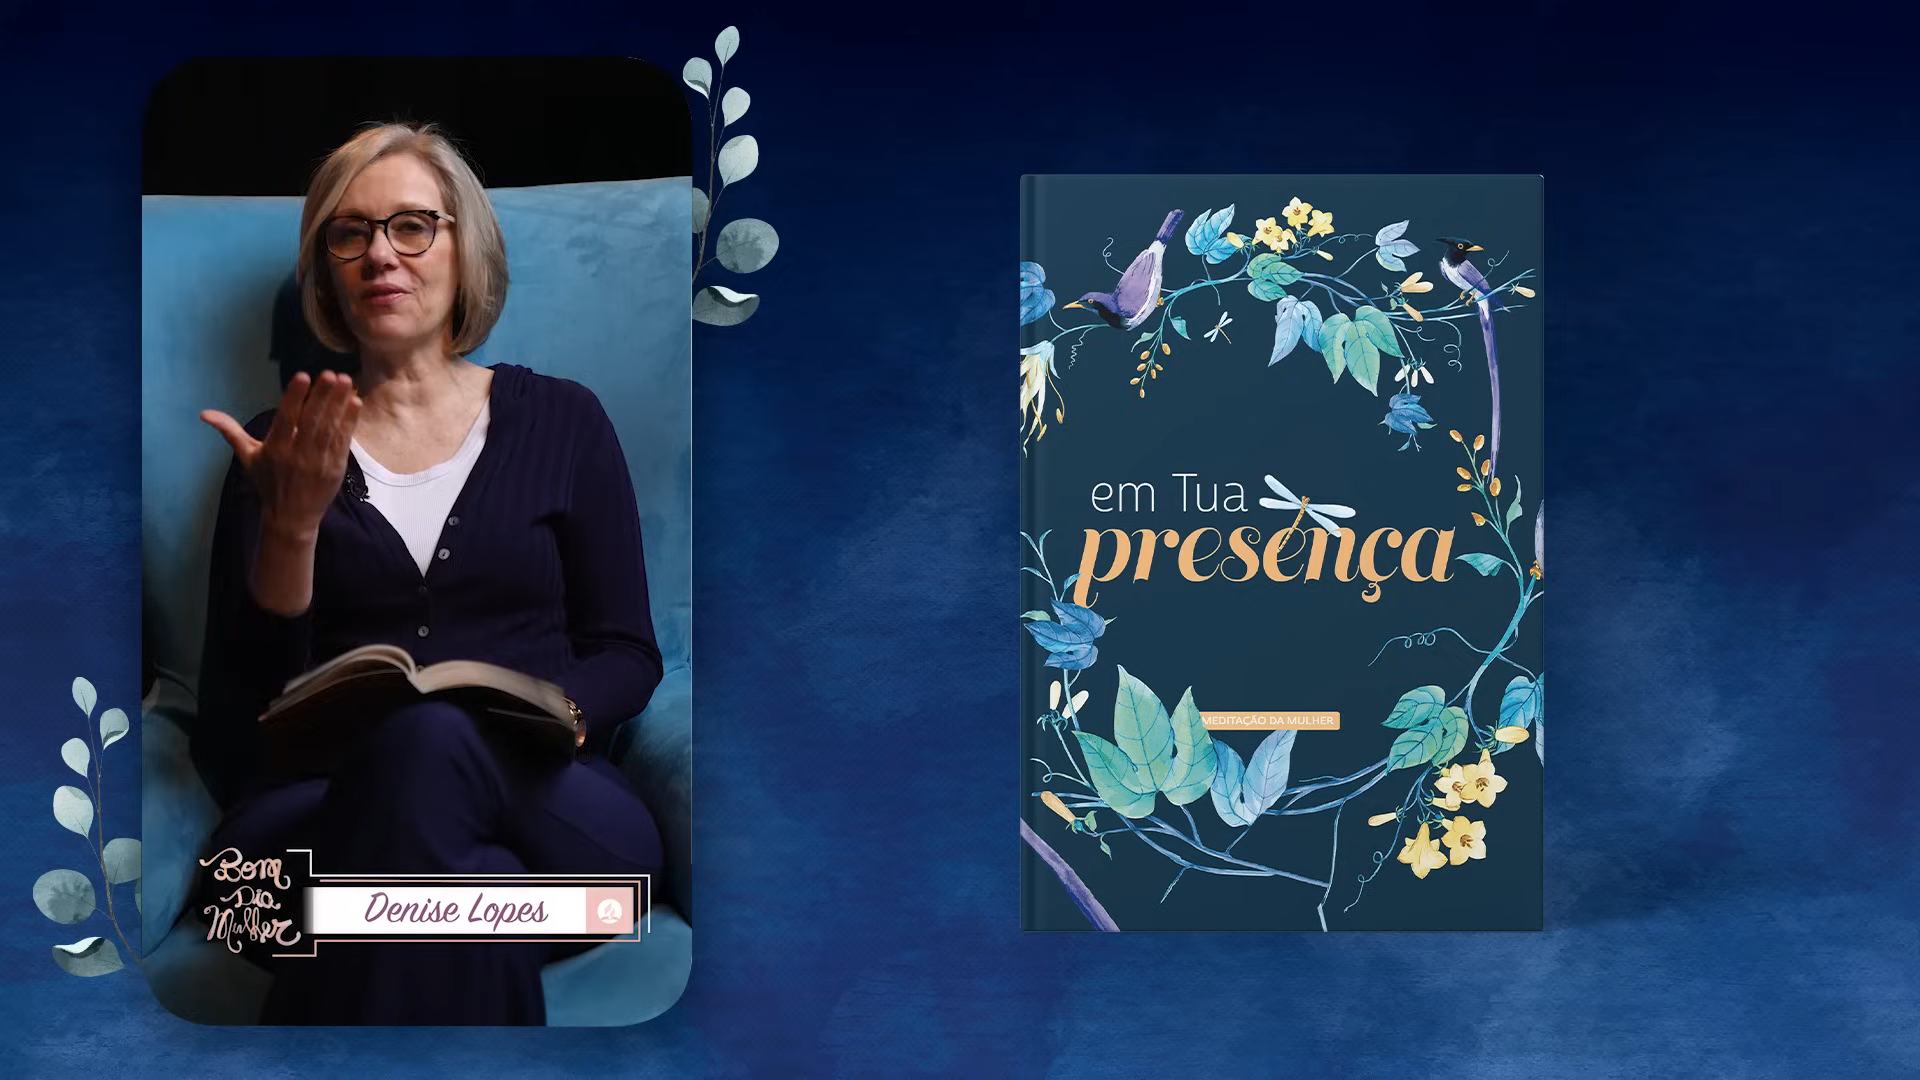 Bom
Dia
Mulher
Denise Lopes
em Tua
presença
MEDITAÇÃO DA MULHER